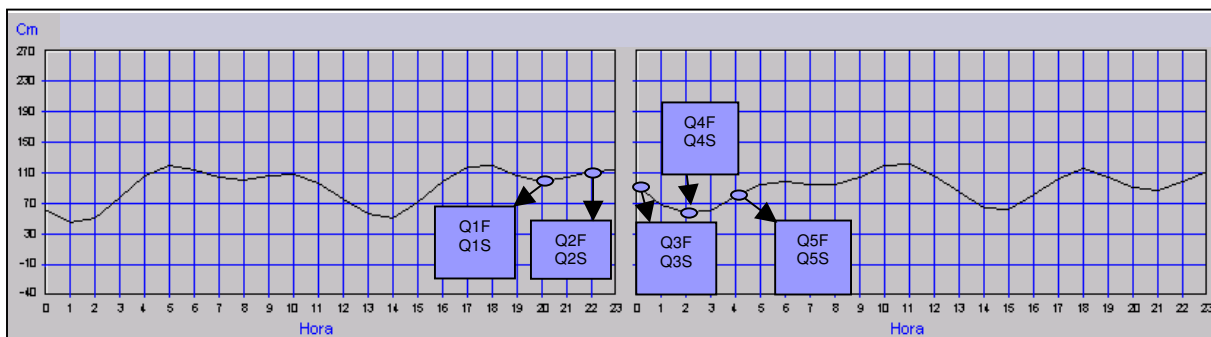 Cm
270
230
190
150
110
70
30
-10
-40
Q1F
Q1S
Q2F
Q2S
Q4F
Q4S
Q3F
Q3S
Q5F
Q5S
0 1 2 3 4 5 6 7 8 9 10 11 12 13 14 15 16 17 18 19 20 21 22 23
0 1 2 3 4 5 6 7 8 9 10 11 12 13 14 15 16 17 18 19 20 21 22 23
Hora
Hora